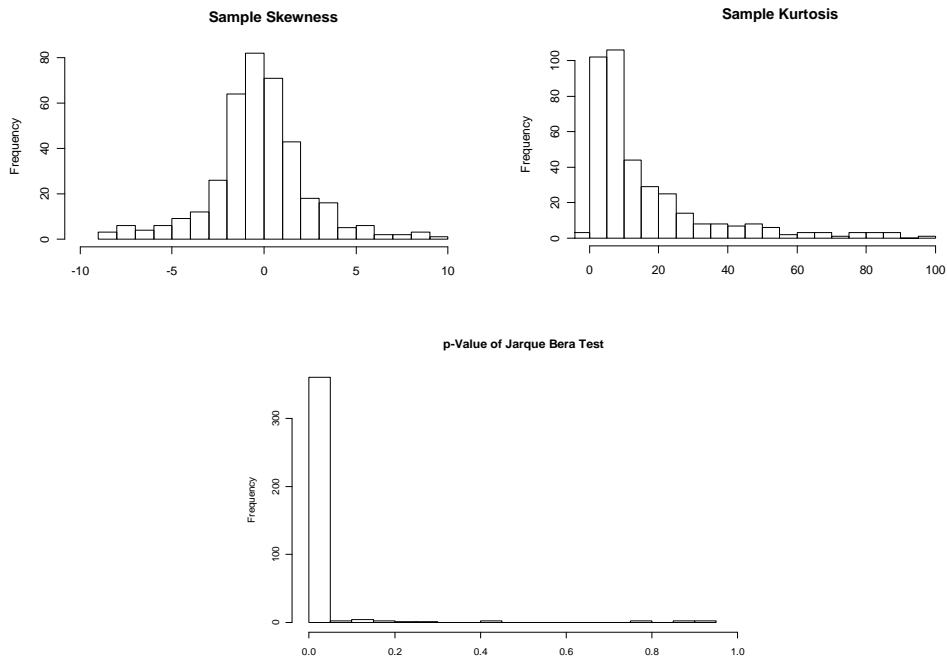 Sample Skewness
Frequency
0 20 40 60 80
-10 -5 0 5 10
Sample Kurtosis
Frequency
0 20 40 60 80 100
0 20 40 60 80 100
p-Value of Jarque Bera Test
Frequency
0 100 200 300
0.0 0.2 0.4 0.6 0.8 1.0